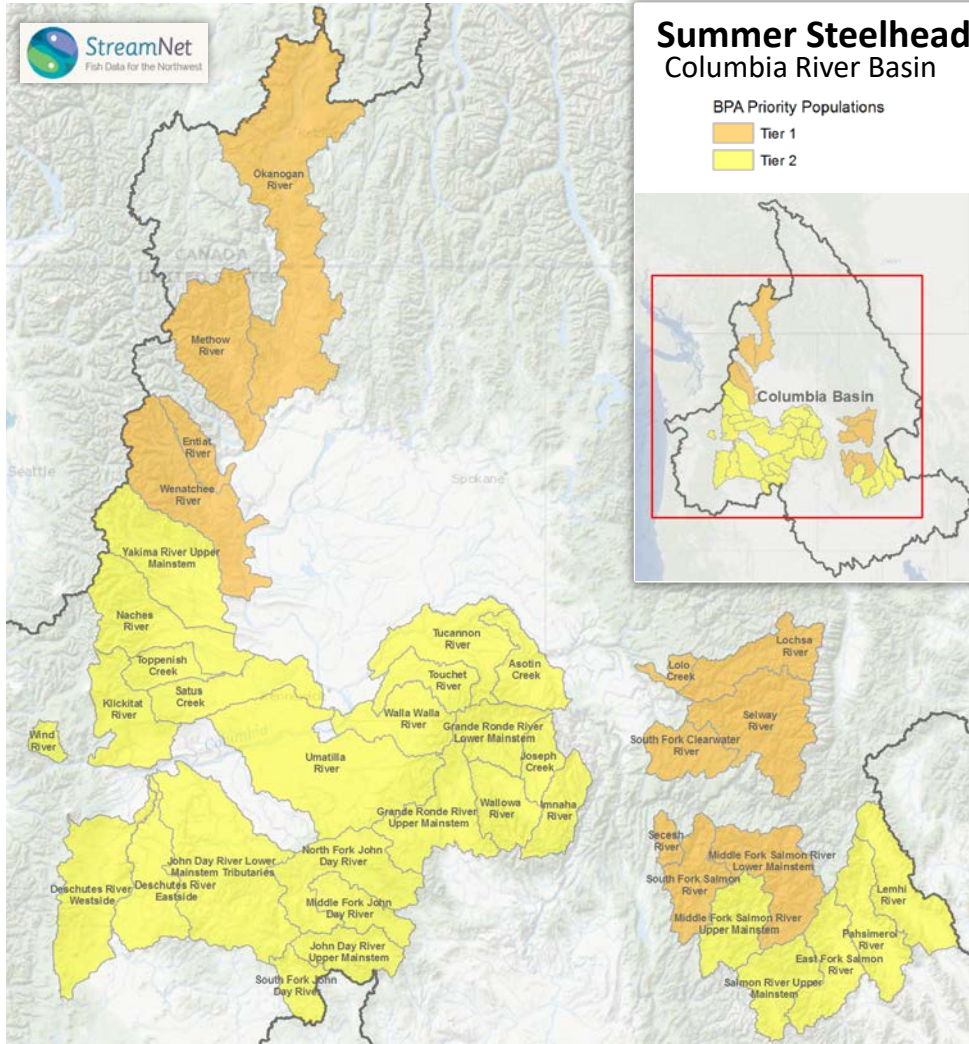 StreamNet
Fish Data for the Northwest
Summer Steelhead
Columbia River Basin
BPA Priority Populations
Tier 1
Tier 2
Columbia Basin
Okanogan
River
CANADA
Methow
River
Entiat
River
Seattle
Wenatchee
River
Spokane
Yakima River Upper
Mainstem
Naches
River
Toppenish
Creek
Satus
Creek
Klickitat
River
Wind
River
Tucannon
River
Asotin
Creek
Touchet
River
Walla Walla
River
Grande Ronde River
Lower Mainstem
Umatilla
River
Joseph
Creek
Imnaha
River
Wallowa
River
Grande Ronde River
Upper Mainstem
North Fork John
Day River
John Day River Lower
Mainstem Tributaries
Deschutes River
Westside
Deschutes River
Eastside
Middle Fork John
Day River
John Day River
Upper Mainstem
South Fork John
Day River
Lochsa
River
Lolo
Creek
Selway
River
South Fork Clearwater
River
Secesh
River
Middle Fork Salmon River
Lower Mainstem
South Fork Salmon
River
Middle Fork Salmon River
Upper Mainstem
Lemhi
River
Pahsimeroi
River
East Fork Salmon
River
Salmon River Upper
Mainstem